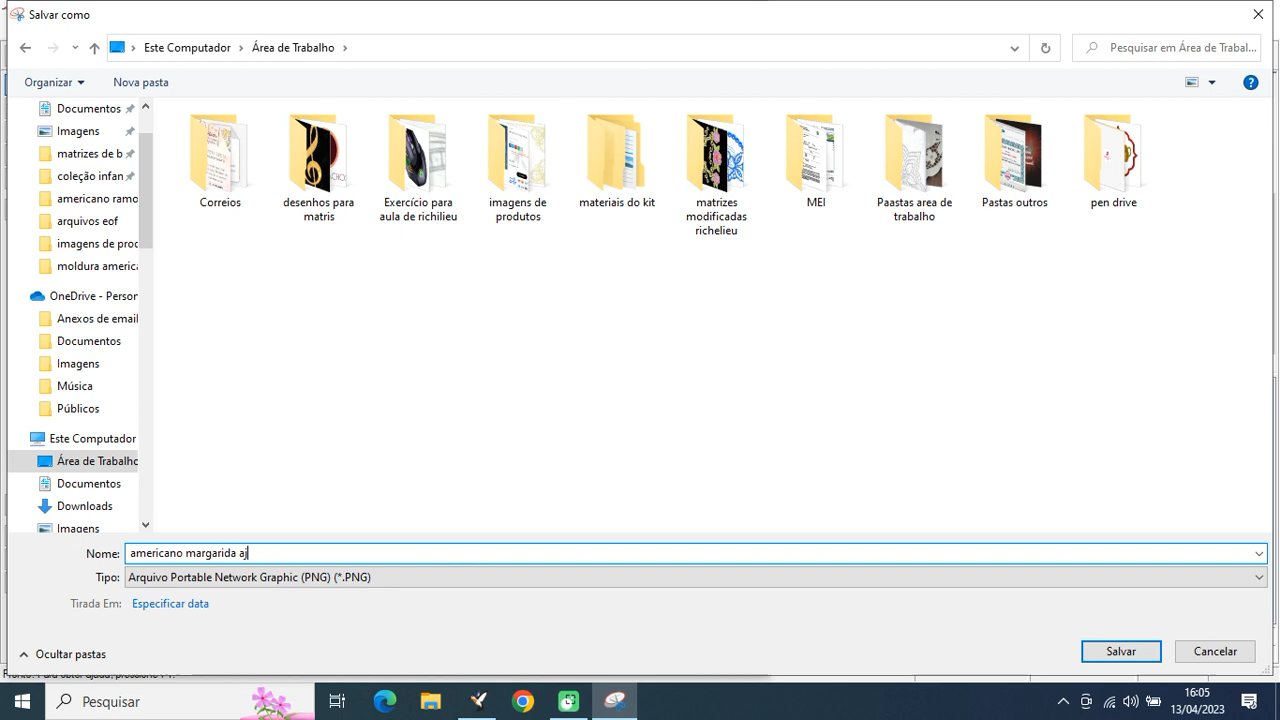 Salvar como
Este Computador › Área de Trabalho ›
Pesquisar em Área de Trabal...
Organizar
Nova pasta
Documentos
Imagens
matrizes de b
coleção infan
americano ramo
arquivos eof
imagens de proc
moldura americ
OneDrive - Person
Anexos de email
Documentos
Imagens
Música
Públicos
Este Computador
Área de Trabalho
Documentos
Downloads
Imagens
Correios
desenhos para
matris
Exercício para
aula de richilieu
imagens de
produtos
materiais do kit
matrizes
modificadas
richelieu
MEI
Paastas area de
trabalho
Pastas outros
pen drive
Nome: americano margarida aj
Tipo: Arquivo Portable Network Graphic (PNG) (*.PNG)
Tirada Em: Especificar data
Ocultar pastas
Salvar
Cancelar
Pesquisar
16:05
13/04/2023